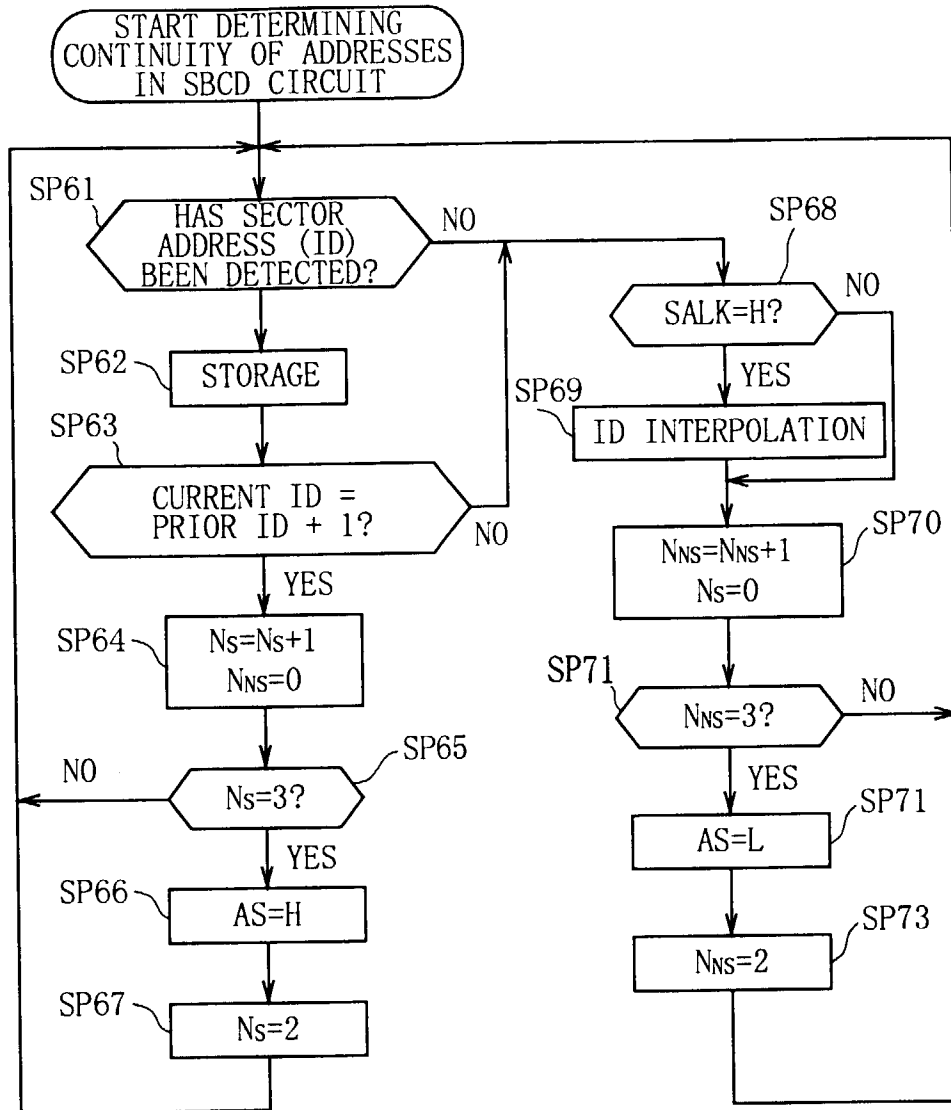 START DETERMINING
CONTINUITY OF ADDRESSES
IN SBCD CIRCUIT
SP61
HAS SECTOR
ADDRESS (ID)
BEEN DETECTED?
NO
SP62
STORAGE
SP63
CURRENT ID =
PRIOR ID + 1?
NO
YES
SP64
Ns=Ns+1
NNS=0
SP65
Ns=3?
NO
YES
SP66
AS=H
SP67
Ns=2
SP68
SALK=H?
NO
YES
SP69
ID INTERPOLATION
SP70
NNS=NNS+1
Ns=0
SP71
NNS=3?
NO
YES
SP71
AS=L
SP73
NNS=2